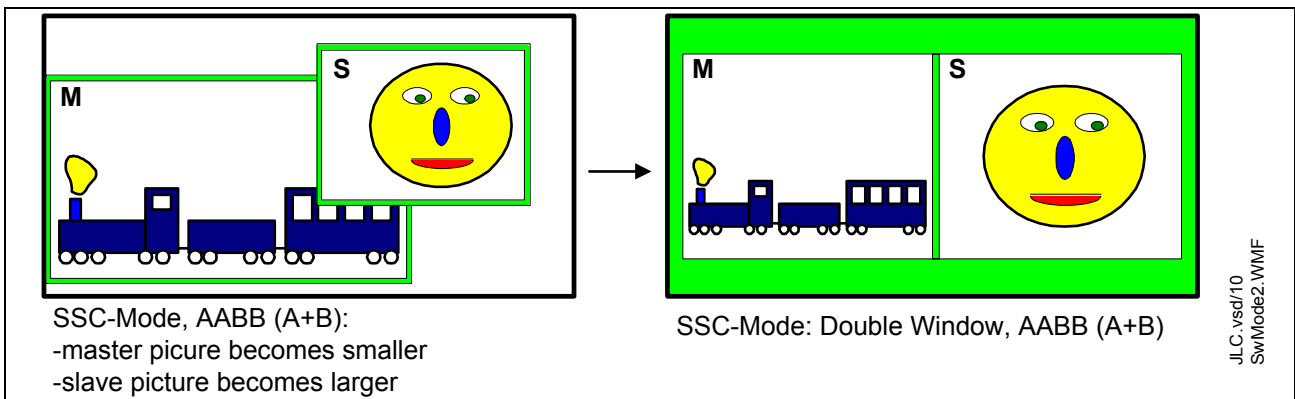 M
S
SSC-Mode, AABB (A+B):
-master picure becomes smaller
-slave picture becomes larger
M
S
SSC-Mode: Double Window, AABB (A+B)
JLC.vsd/10
SwMode2.WMF